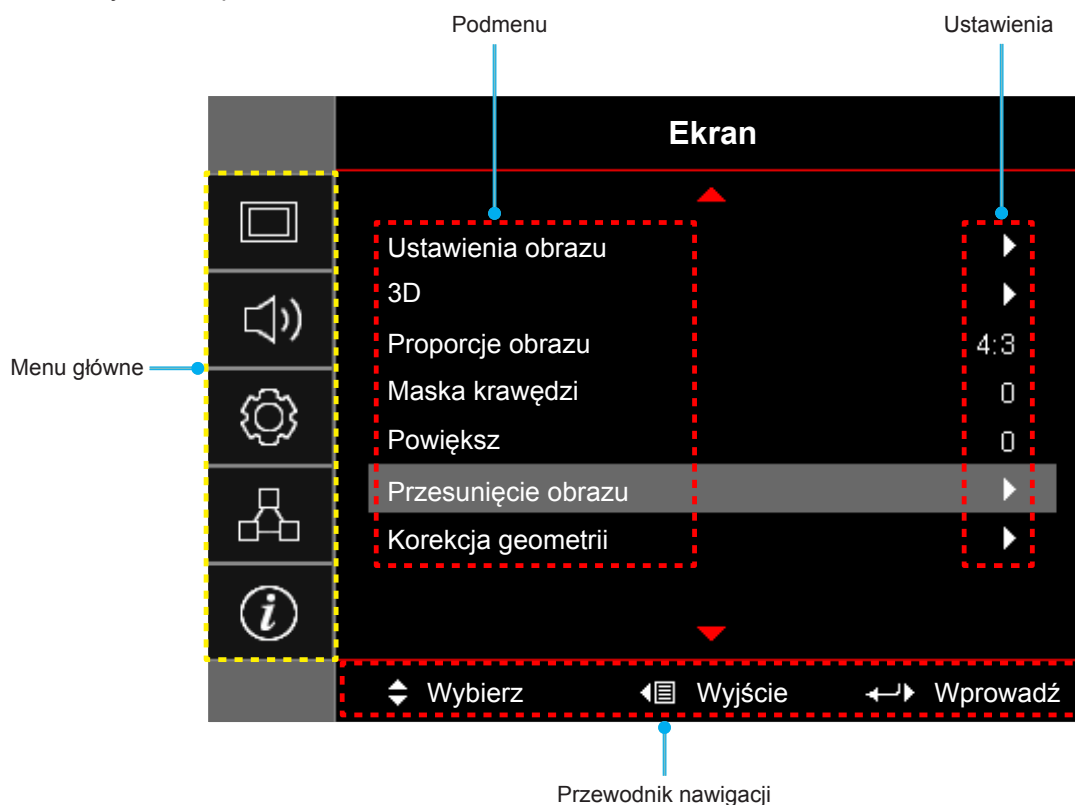 Podmenu Ustawienia
Ekran
Ustawienia obrazu
3D
Proporcje obrazu 4:3
Menu główne
Maska krawędzi 0
Powiększ 0
Przesunięcie obrazu
Korekcja geometrii
i
Wybierz Wyjście Wprowadź
Przewodnik nawigacji